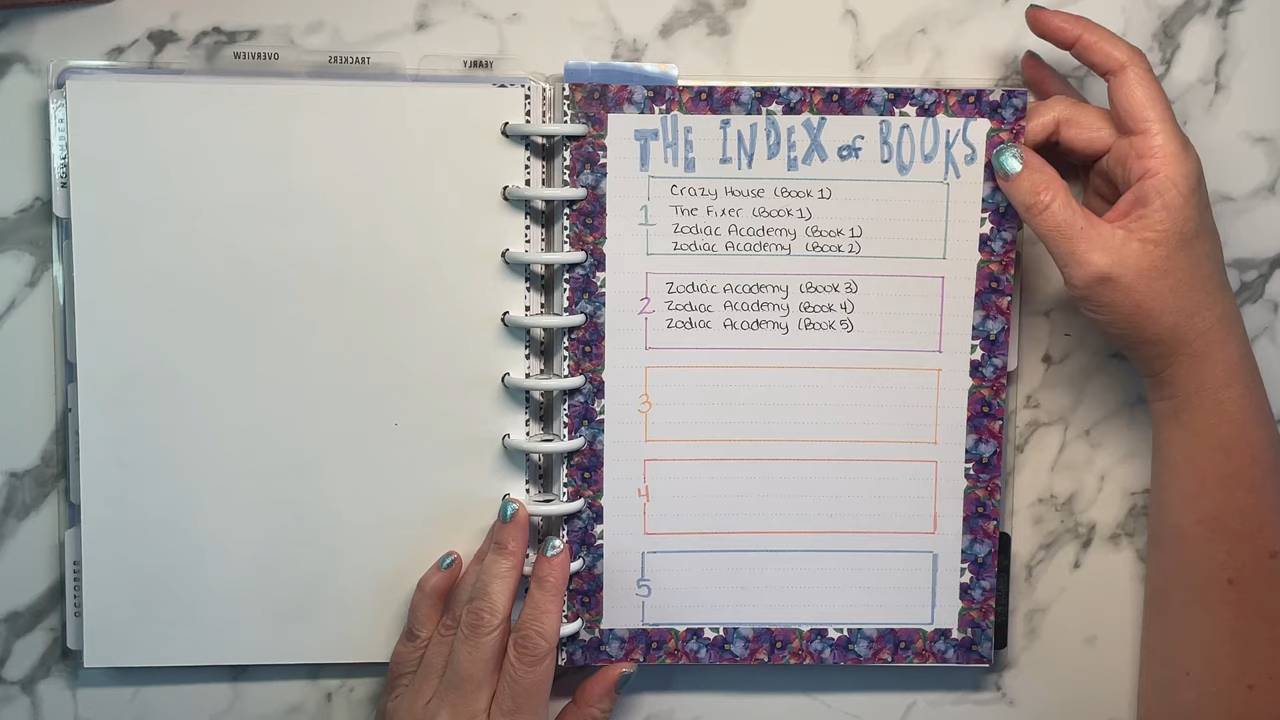 OVERVIEW
TRACKERS
YEARLY
NOVEMBER
OCTOBER
THE INDEX of BOOKS
1
Crazy House (Book 1)
The Fixer (Book 1)
Zodiac Academy (Book 1)
Zodiac Academy (Book 2)
2
Zodiac Academy (Book 3)
Zodiac Academy (Book 4)
Zodiac Academy (Book 5)
3
4
5